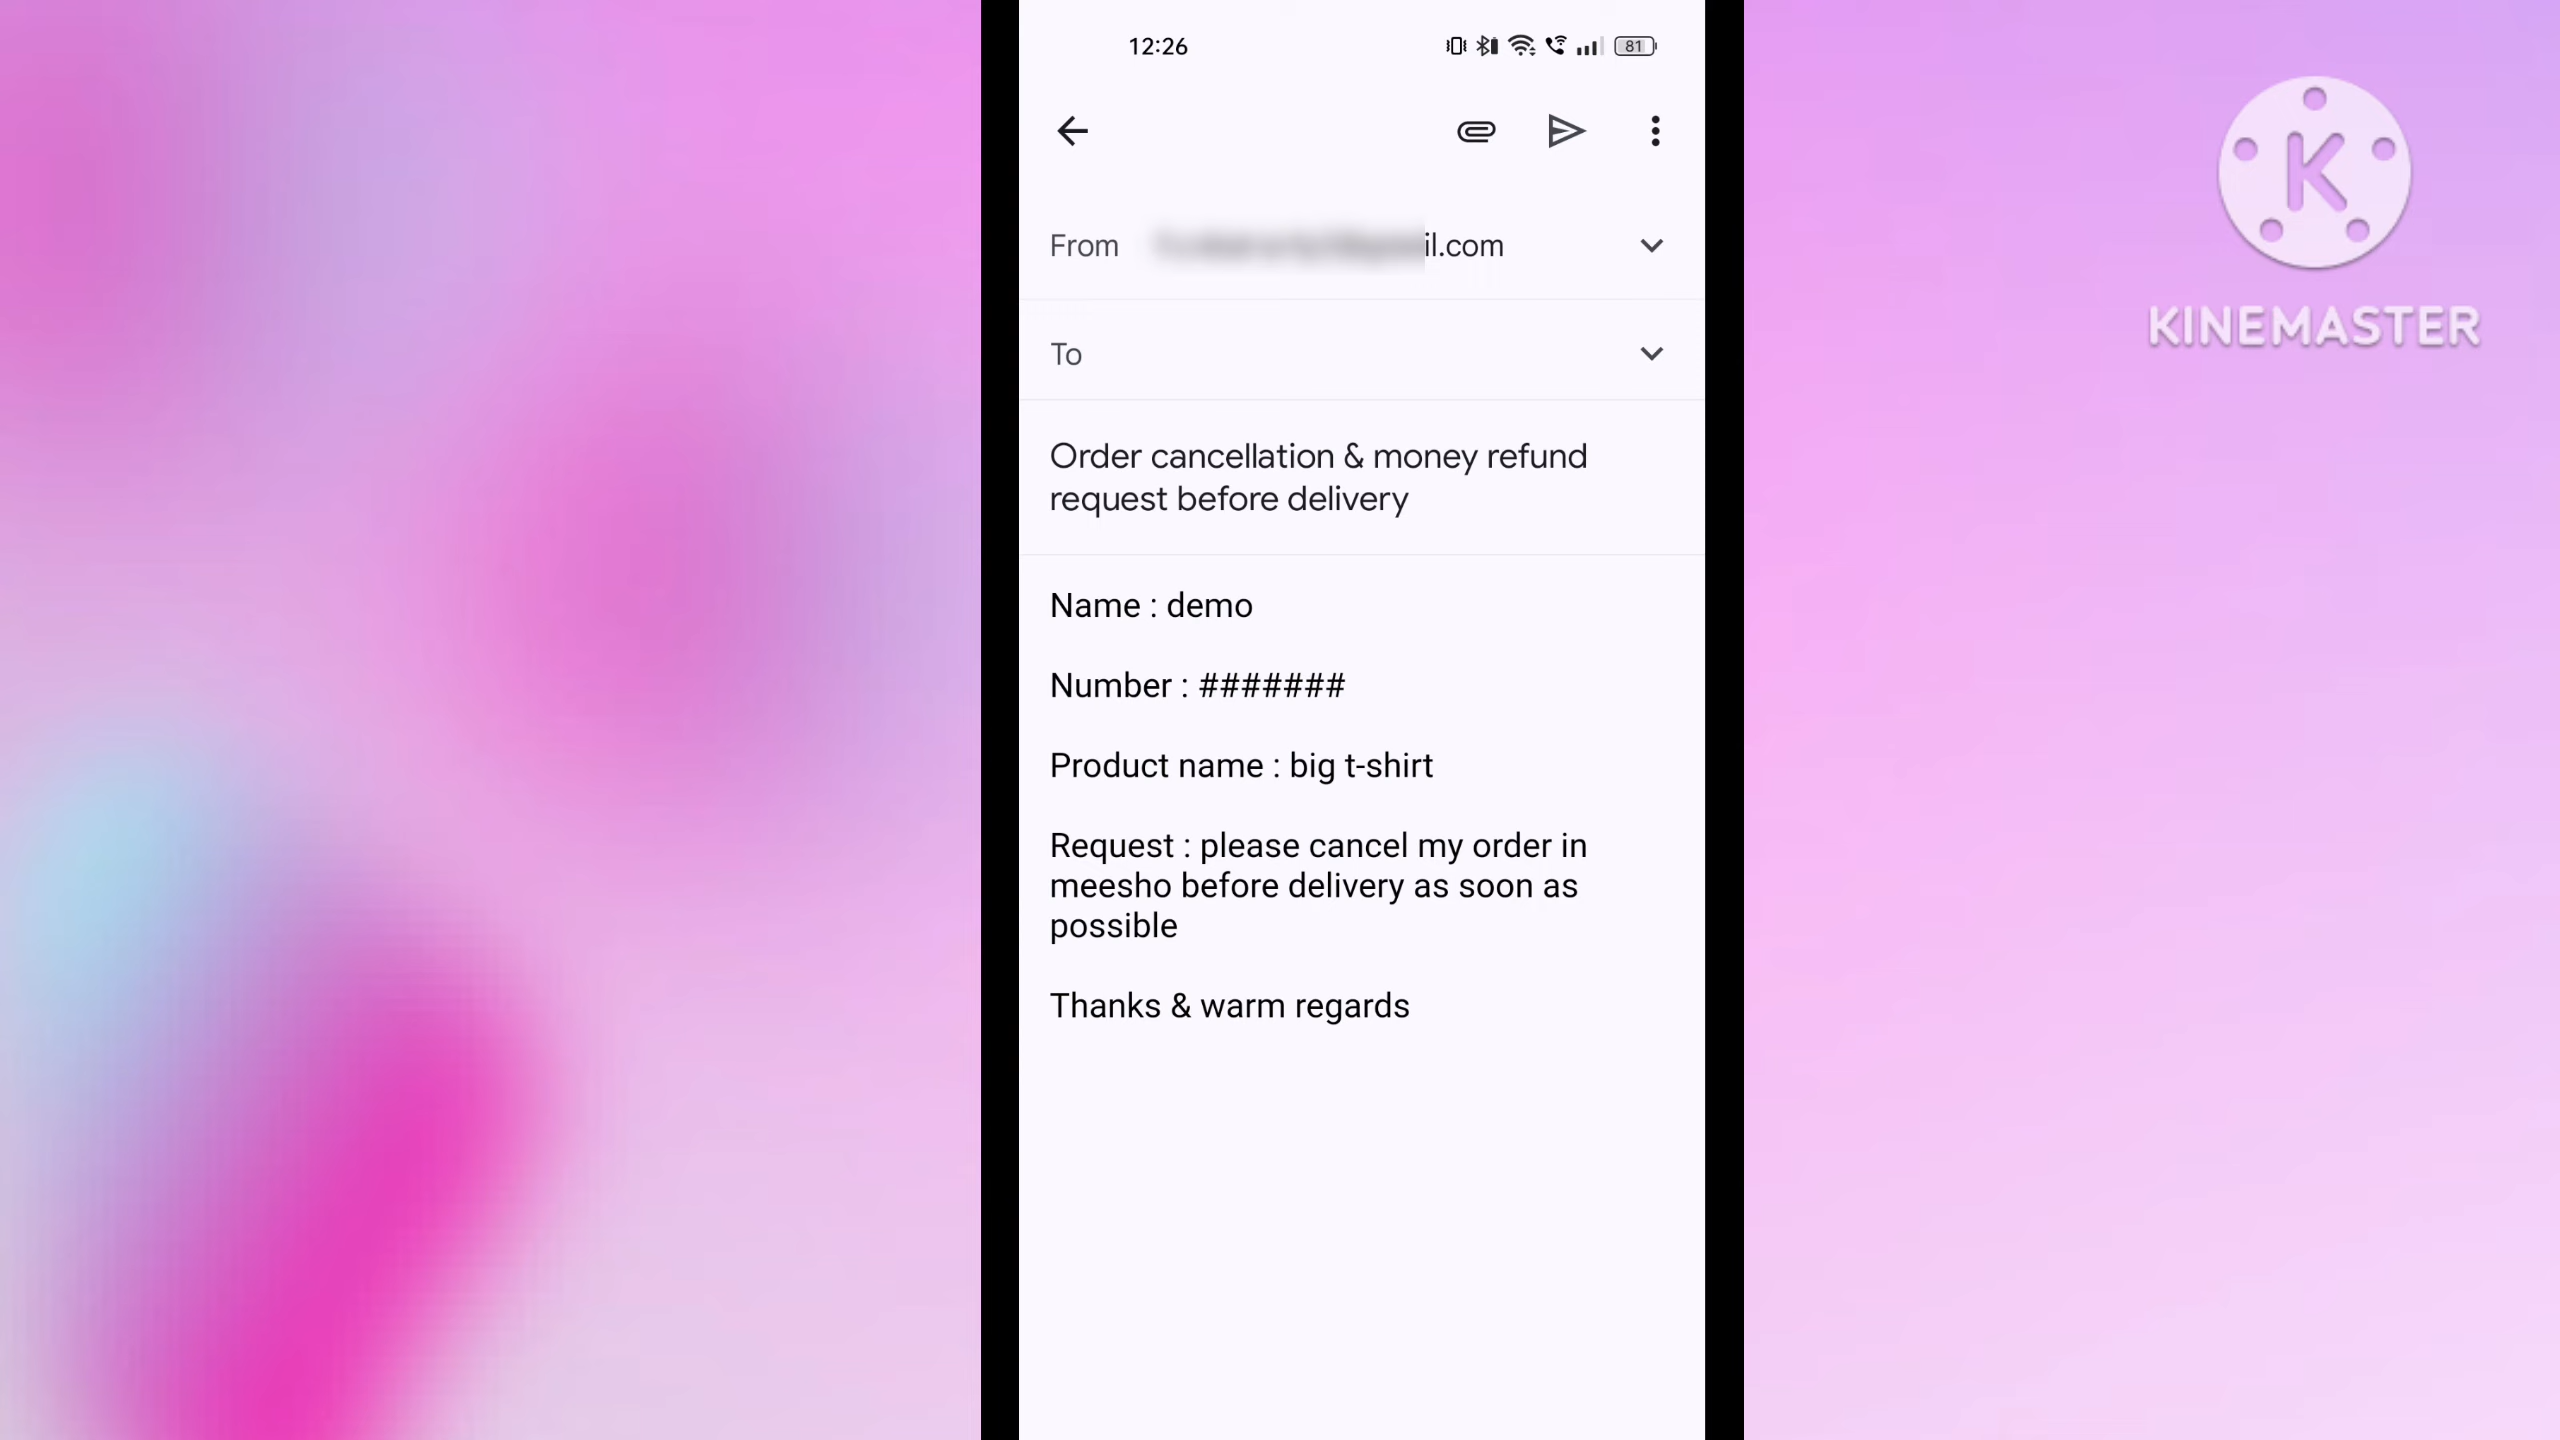 12:26
81
K
KINEMASTER
From il.com
To
Order cancellation & money refund
request before delivery
Name : demo
Number : #######
Product name : big t-shirt
Request : please cancel my order in
meesho before delivery as soon as
possible
Thanks & warm regards